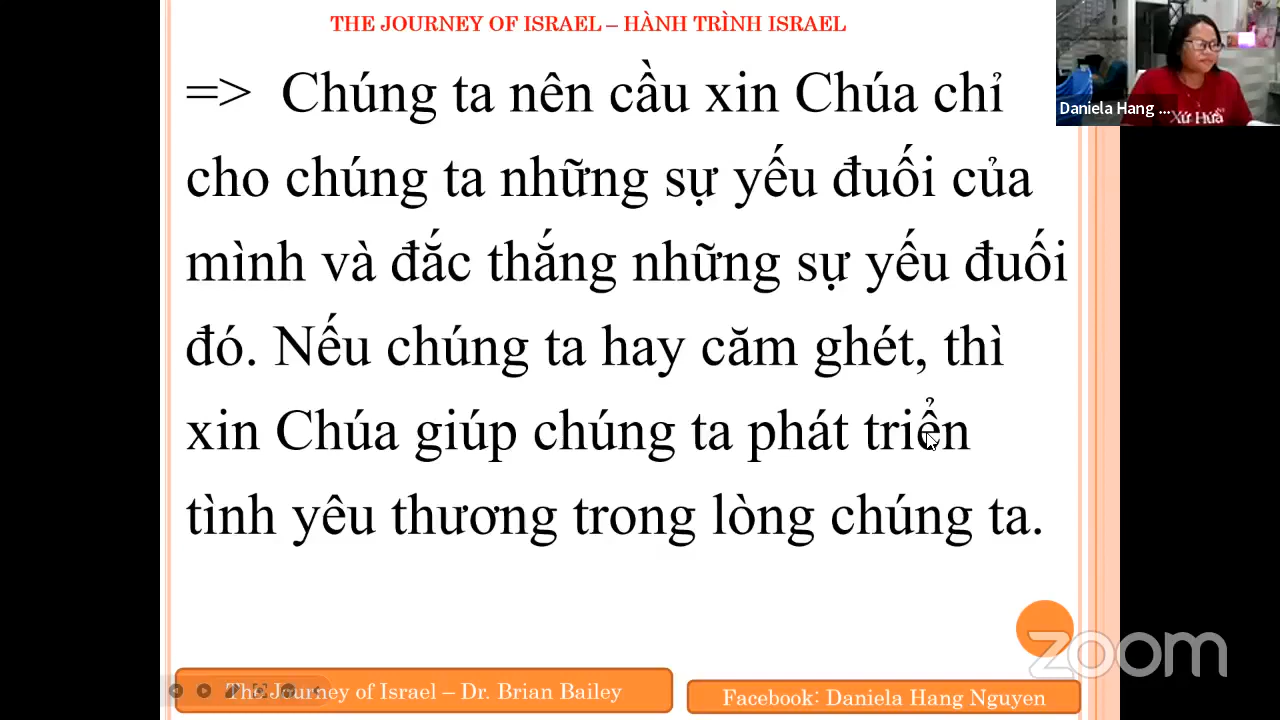 THE JOURNEY OF ISRAEL – HÀNH TRÌNH ISRAEL
=> Chúng ta nên cầu xin Chúa chỉ
cho chúng ta những sự yếu đuối của
mình và đắc thắng những sự yếu đuối
đó. Nếu chúng ta hay căm ghét, thì
xin Chúa giúp chúng ta phát triển
tình yêu thương trong lòng chúng ta.
Daniela Hang ...
Xứ Hứa
zoom
The Journey of Israel – Dr. Brian Bailey
Facebook: Daniela Hang Nguyen